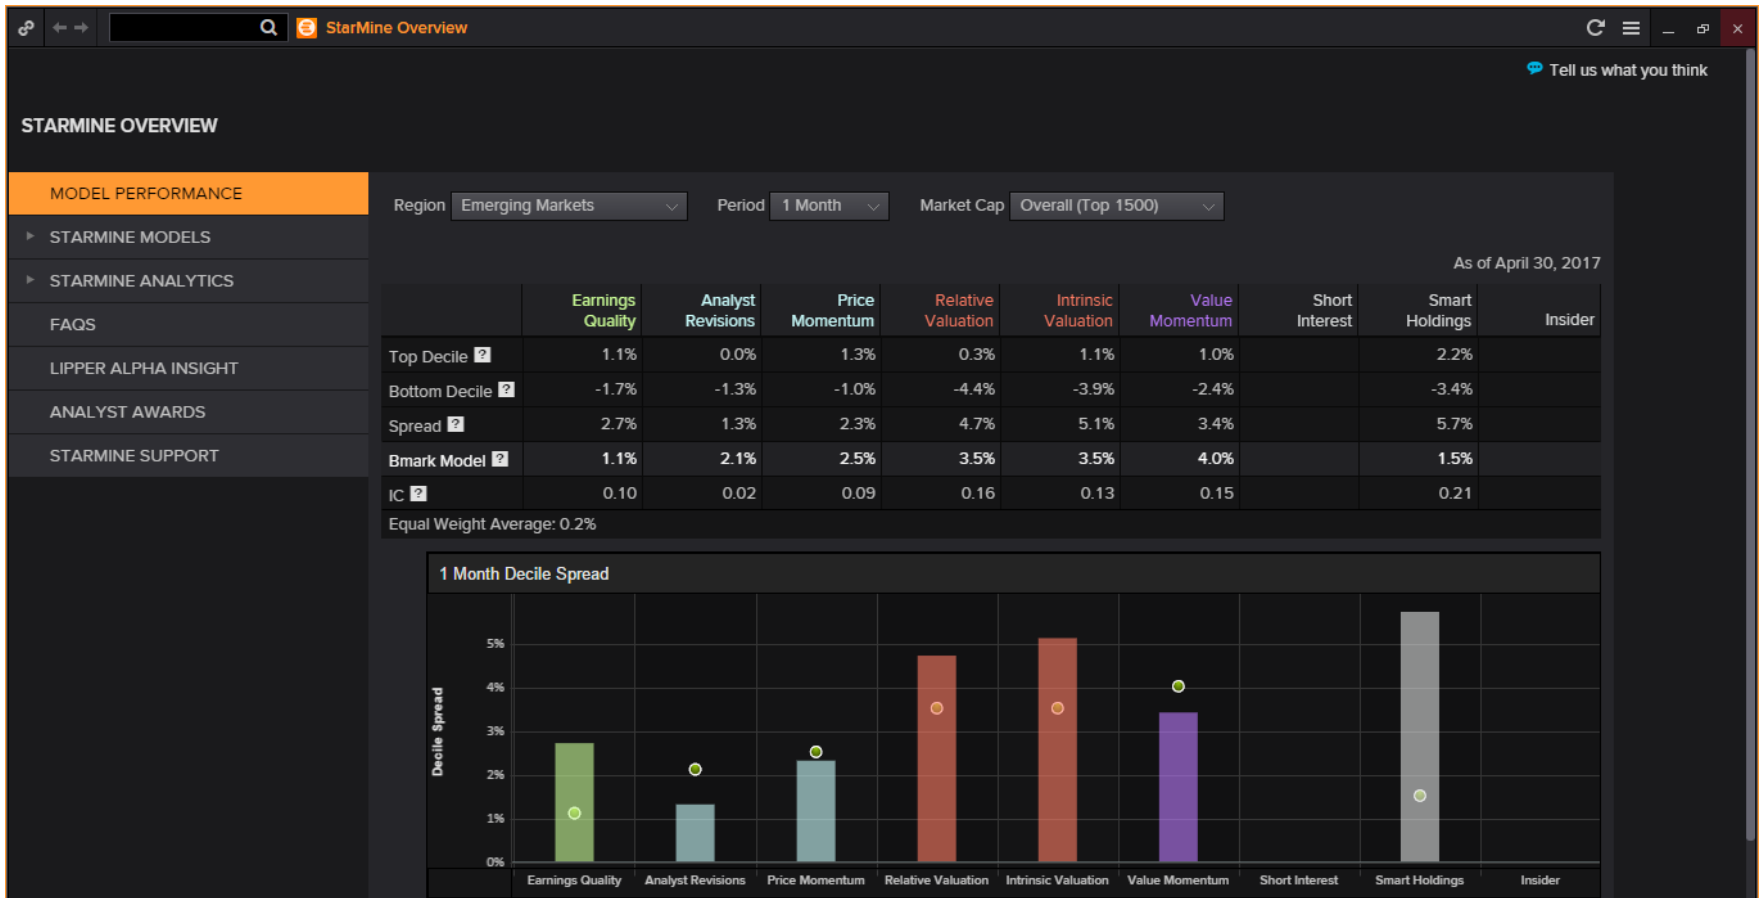 StarMine Overview
Tell us what you think
STARMINE OVERVIEW
MODEL PERFORMANCE
STARMINE MODELS
STARMINE ANALYTICS
FAQS
LIPPER ALPHA INSIGHT
ANALYST AWARDS
STARMINE SUPPORT
Region Emerging Markets Period 1 Month Market Cap Overall (Top 1500)
As of April 30, 2017
Earnings Quality Analyst Revisions Price Momentum Relative Valuation Intrinsic Valuation Value Momentum Short Interest Smart Holdings Insider
Top Decile ? 1.1% 0.0% 1.3% 0.3% 1.1% 1.0% 2.2%
Bottom Decile ? -1.7% -1.3% -1.0% -4.4% -3.9% -2.4% -3.4%
Spread ? 2.7% 1.3% 2.3% 4.7% 5.1% 3.4% 5.7%
Bmark Model ? 1.1% 2.1% 2.5% 3.5% 3.5% 4.0% 1.5%
IC ? 0.10 0.02 0.09 0.16 0.13 0.15 0.21
Equal Weight Average: 0.2%
1 Month Decile Spread
Decile Spread
5%
4%
3%
2%
1%
0%
Earnings Quality Analyst Revisions Price Momentum Relative Valuation Intrinsic Valuation Value Momentum Short Interest Smart Holdings Insider